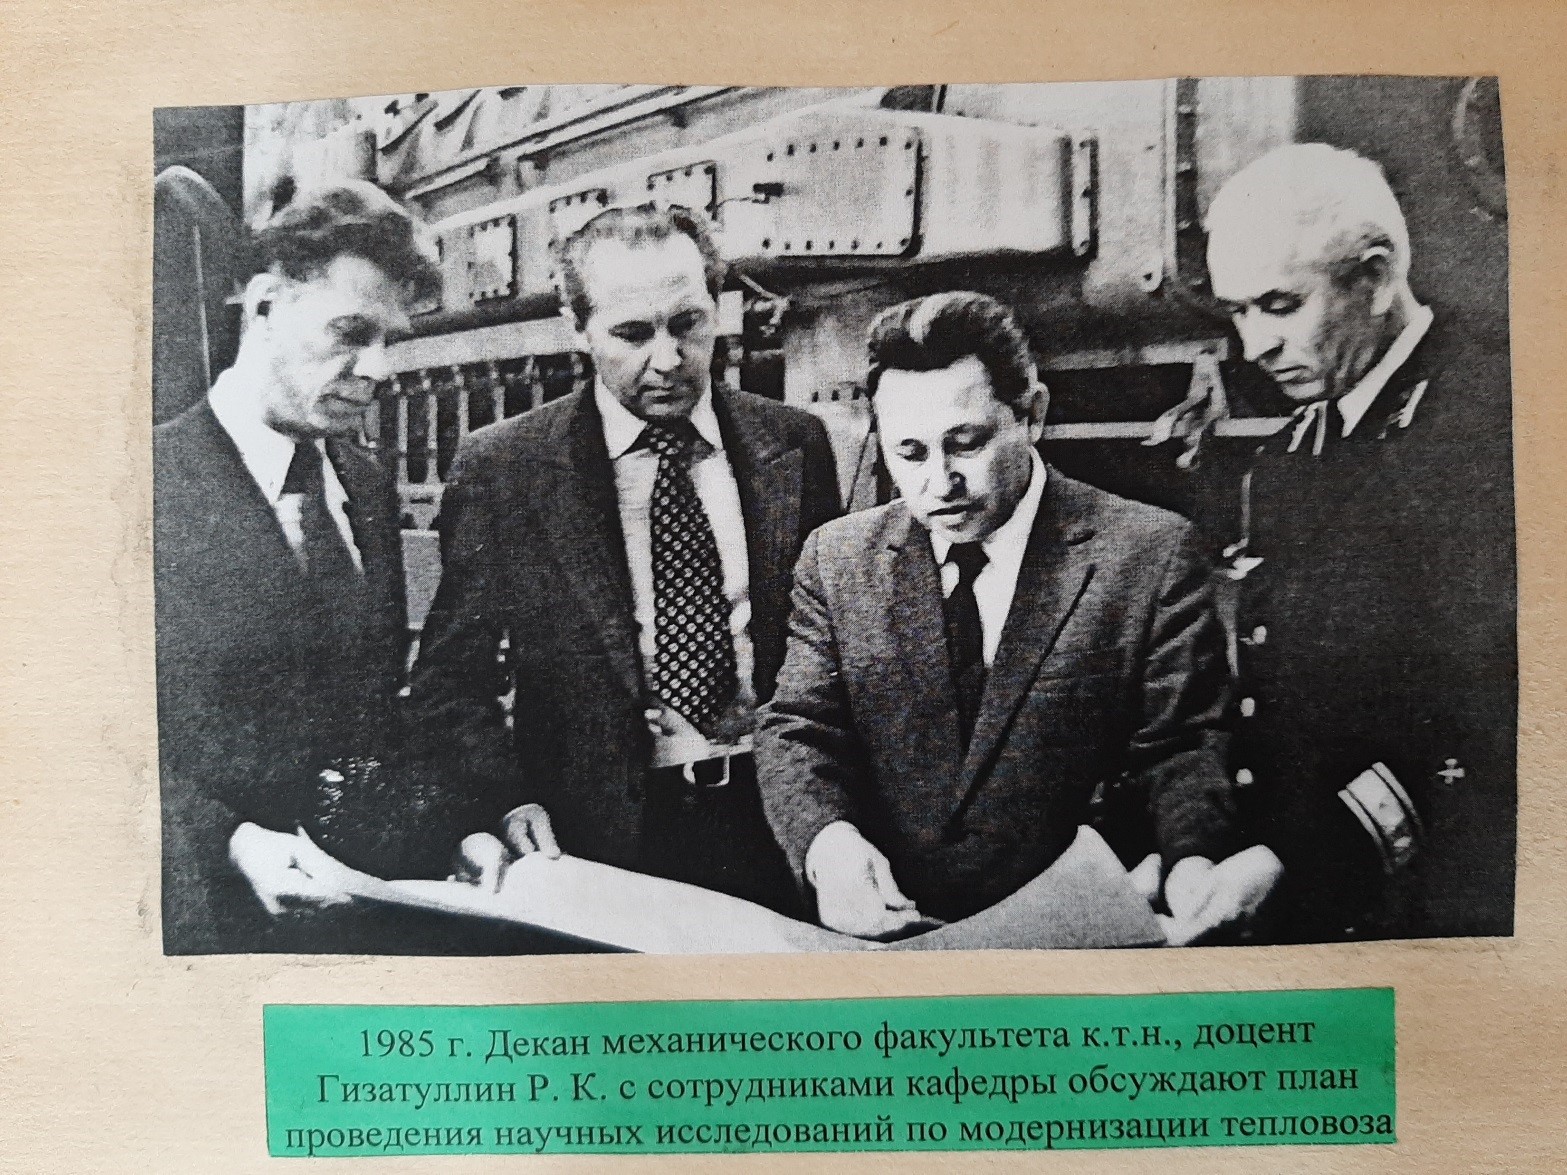 1985 г. Декан механического факультета к.т.н., доцент
Гизатуллин Р. К. с сотрудниками кафедры обсуждают план
проведения научных исследований по модернизации тепловоза